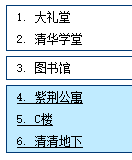 1. 大礼堂
2. 清华学堂
3. 图书馆
4. 紫荆公寓
5. C楼
6. 清清地下